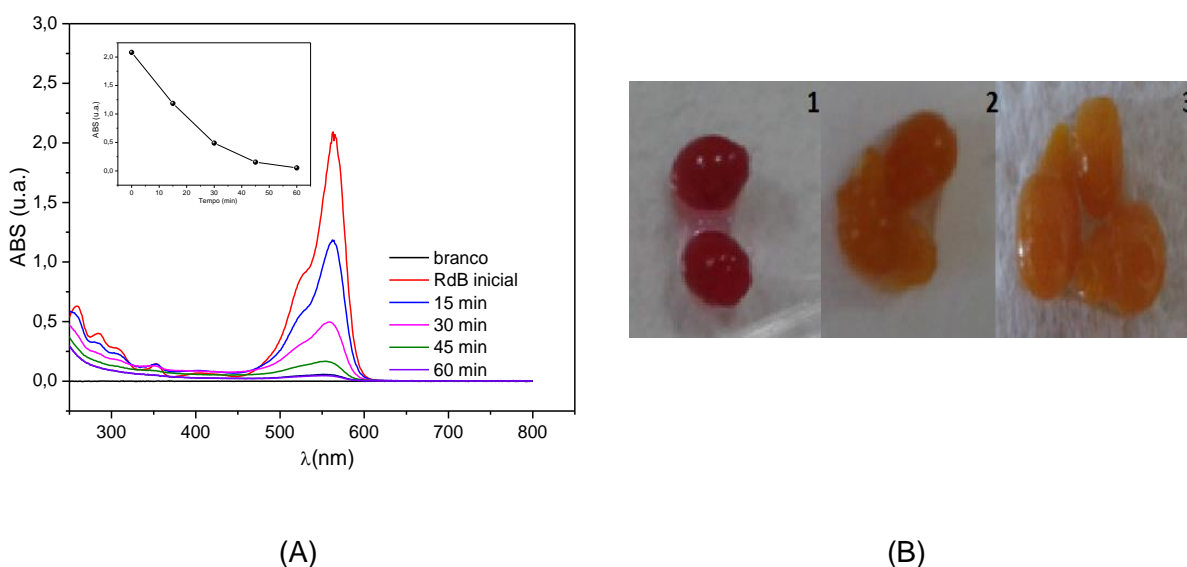 3,0
2,5
2,0
1,5
1,0
0,5
0,0
ABS (u.a.)
300 400 500 600 700 800
λ(nm)
2,0
1,5
1,0
0,5
0,0
ABS (u.a.)
0 10 20 30 40 50 60
Tempo (min)
branco
RdB inicial
15 min
30 min
45 min
60 min
1 2 3
(A) (B)